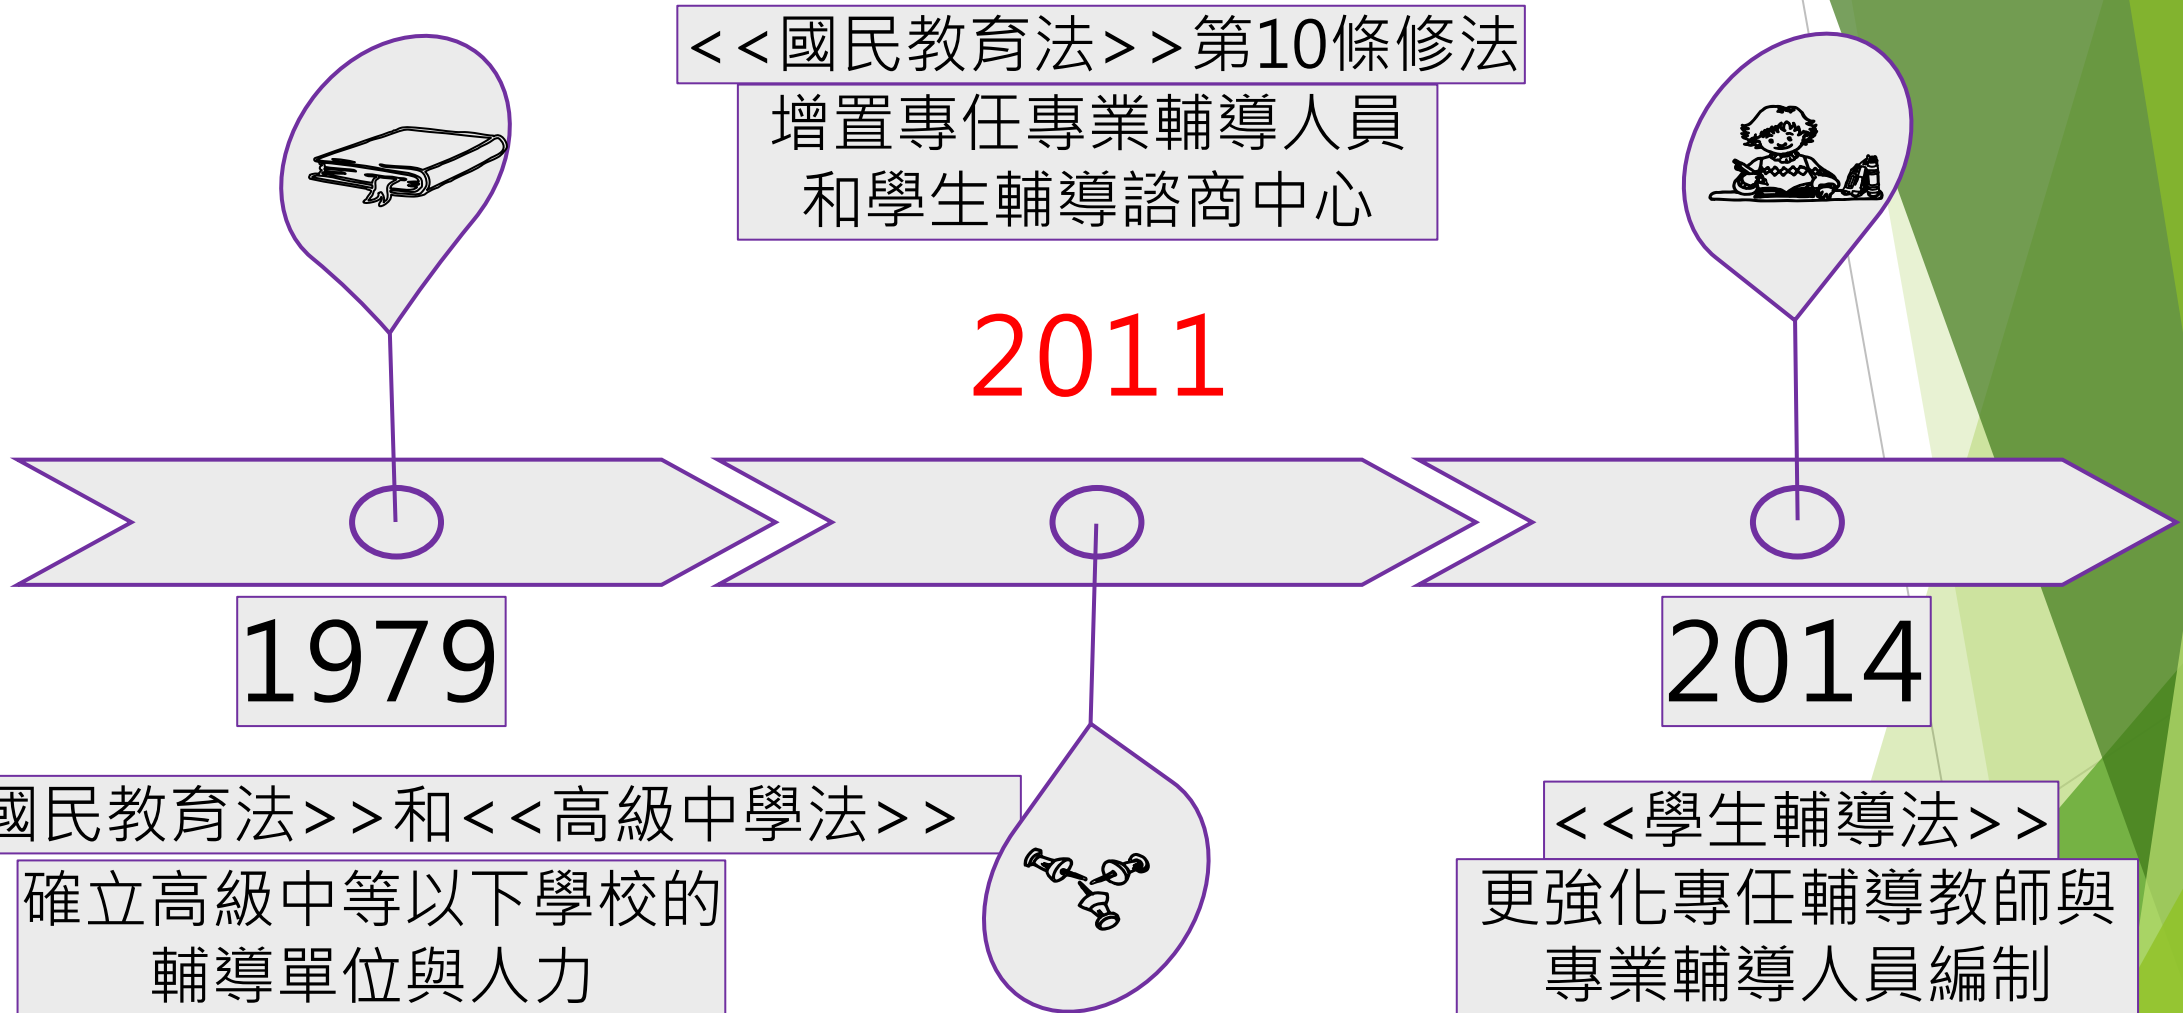 <<國民教育法>>第10條修法
增置專任專業輔導人員
和學生輔導諮商中心
2011
1979
2014
國民教育法>>和<<高級中學法>>
確立高級中等以下學校的
輔導單位與人力
<<學生輔導法>>
更強化專任輔導教師與
專業輔導人員編制